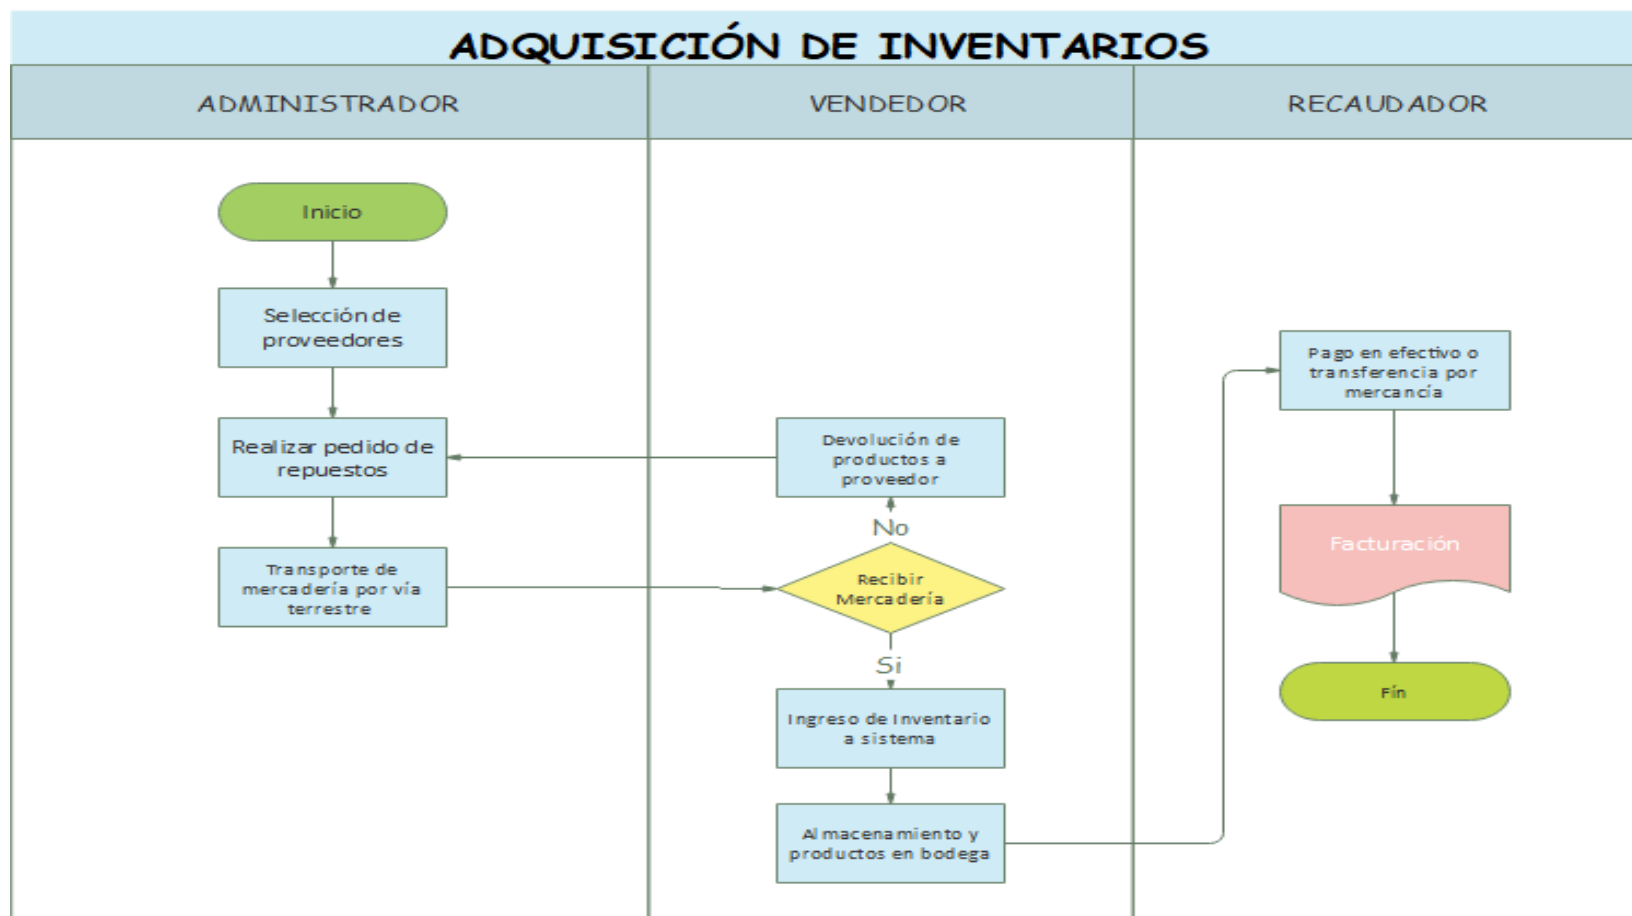 ADQUISICIÓN DE INVENTARIOS
ADMINISTRADOR
VENDEDOR
RECAUDADOR
Inicio
Selección de
proveedores
Realizar pedido de
repuestos
Transporte de
mercadería por vía
terrestre
Devolución de
productos a
proveedor
No
Recibir
Mercadería
Si
Ingreso de Inventario
a sistema
Almacenamiento y
productos en bodega
Pago en efectivo o
transferencia por
mercancía
Facturación
Fín